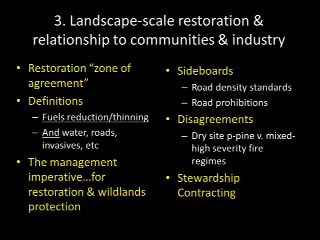 3. Landscape-scale restoration &
relationship to communities & industry
• Restoration “zone of
agreement”
• Definitions
– Fuels reduction/thinning
– And water, roads,
invasives, etc
• The management
imperative…for
restoration & wildlands
protection
• Sideboards
– Road density standards
– Road prohibitions
• Disagreements
– Dry site p-pine v. mixed-
high severity fire
regimes
• Stewardship
Contracting